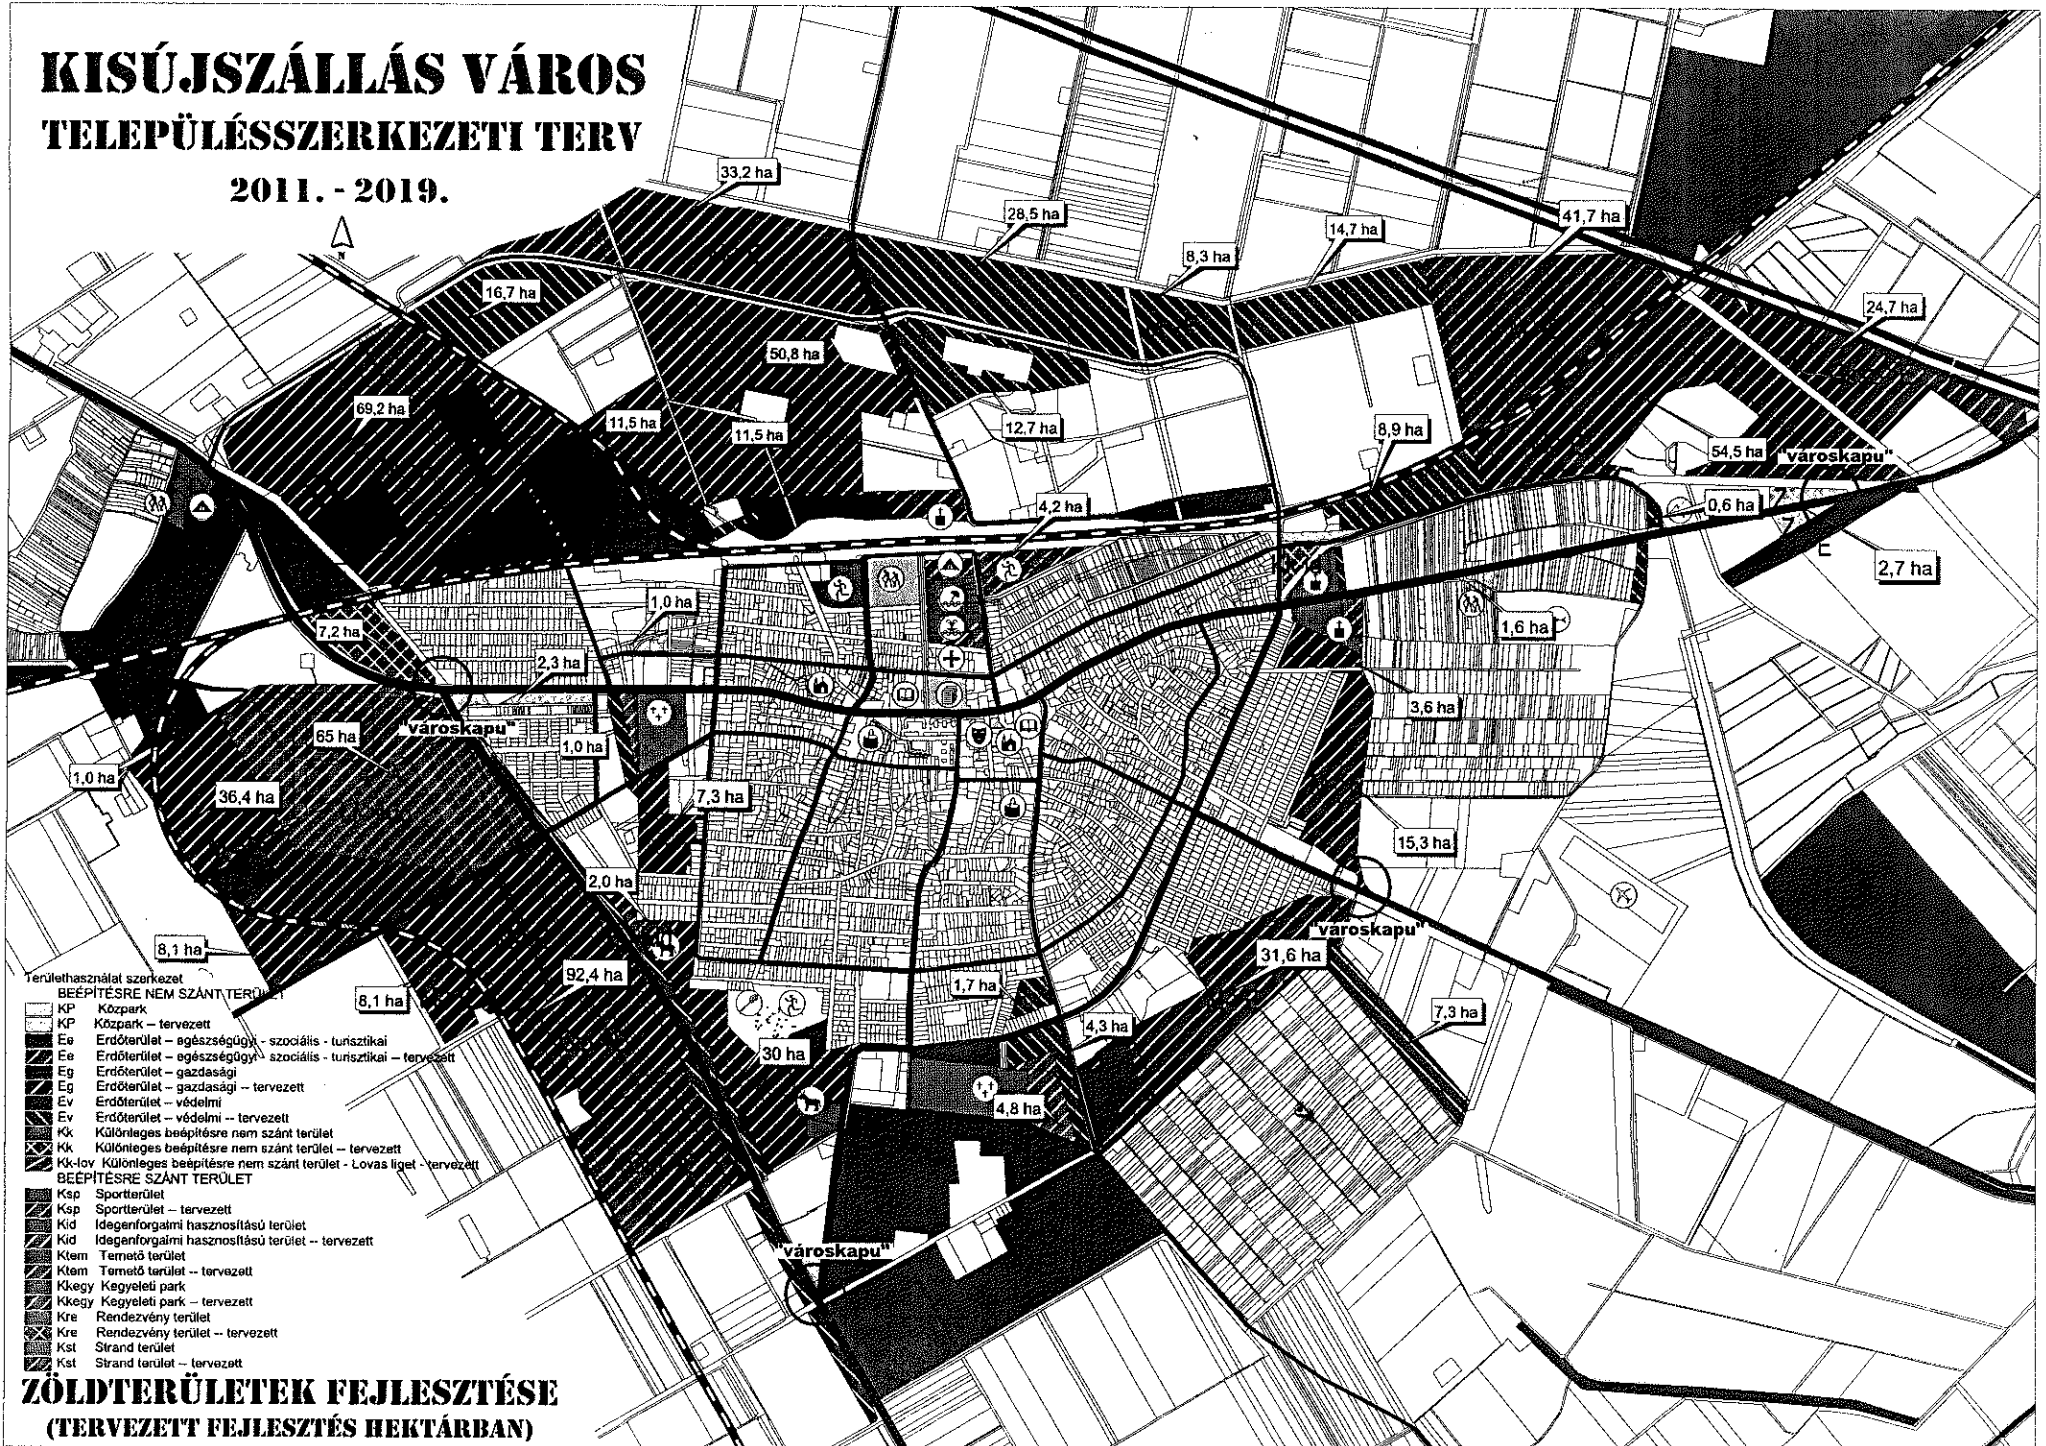 KISÚJSZÁLLÁS VÁROS
TELEPÜLÉSSZERKEZETI TERV
2011. - 2019.
N
33,2 ha
28,5 ha
41,7 ha
14,7 ha
8,3 ha
16,7 ha
24,7 ha
50,8 ha
69,2 ha
11,5 ha
11,5 ha
12,7 ha
8,9 ha
54,5 ha
"városkapu"
4,2 ha
0,6 ha
2,7 ha
1,0 ha
7,2 ha
1,6 ha
2,3 ha
3,6 ha
"városkapu"
65 ha
1,0 ha
1,0 ha
36,4 ha
7,3 ha
15,3 ha
2,0 ha
"városkapu"
8,1 ha
31,6 ha
92,4 ha
1,7 ha
8,1 ha
7,3 ha
4,3 ha
30 ha
4,8 ha
"városkapu"
Területhasználat szerkezet
BEÉPÍTÉSRE NEM SZÁNT TERÜLET
KP Közpark
KP Közpark – tervezett
Ee Erdőterület – egészségügyi - szociális - turisztikai
Ee Erdőterület – egészségügyi - szociális - turisztikai – tervezett
Eg Erdőterület – gazdasági
Eg Erdőterület – gazdasági -- tervezett
Ev Erdőterület – védelmi
Ev Erdőterület – védelmi -- tervezett
Kk Különleges beépítésre nem szánt terület
Kk Különleges beépítésre nem szánt terület -- tervezett
Kk-lov Különleges beépítésre nem szánt terület - Lovas liget - tervezett
BEÉPÍTÉSRE SZÁNT TERÜLET
Ksp Sportterület
Ksp Sportterület – tervezett
Kid Idegenforgalmi hasznosítású terület
Kid Idegenforgalmi hasznosítású terület -- tervezett
Ktem Temető terület
Ktem Temető terület -- tervezett
Kkegy Kegyeleti park
Kkegy Kegyeleti park – tervezett
Kre Rendezvény terület
Kre Rendezvény terület -- tervezett
Kst Strand terület
Kst Strand terület – tervezett
ZÖLDTERÜLETEK FEJLESZTÉSE
(TERVEZETT FEJLESZTÉS HEKTÁRBAN)